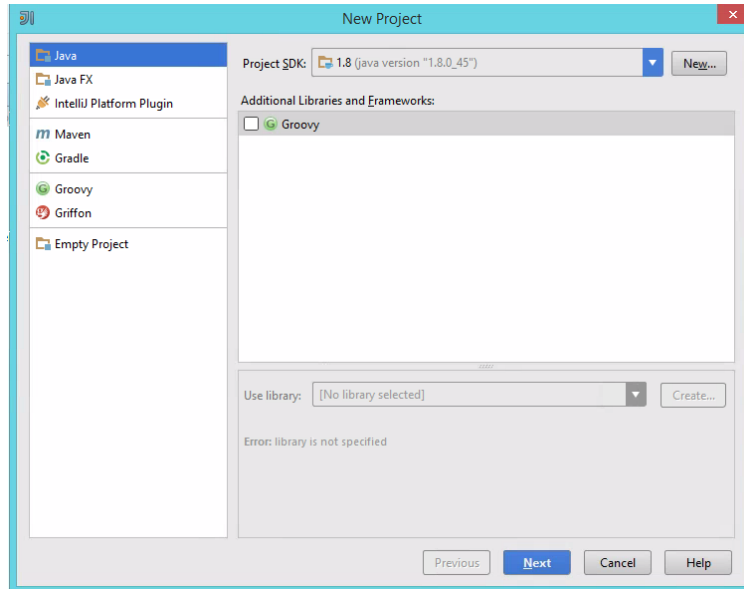 New Project
Java
Java FX
IntelliJ Platform Plugin
Maven
Gradle
Groovy
Griffon
Empty Project
Project SDK: 1.8 (java version "1.8.0_45") New...
Additional Libraries and Frameworks:
Groovy
Use library: [No library selected] Create...
Error: library is not specified
Previous Next Cancel Help